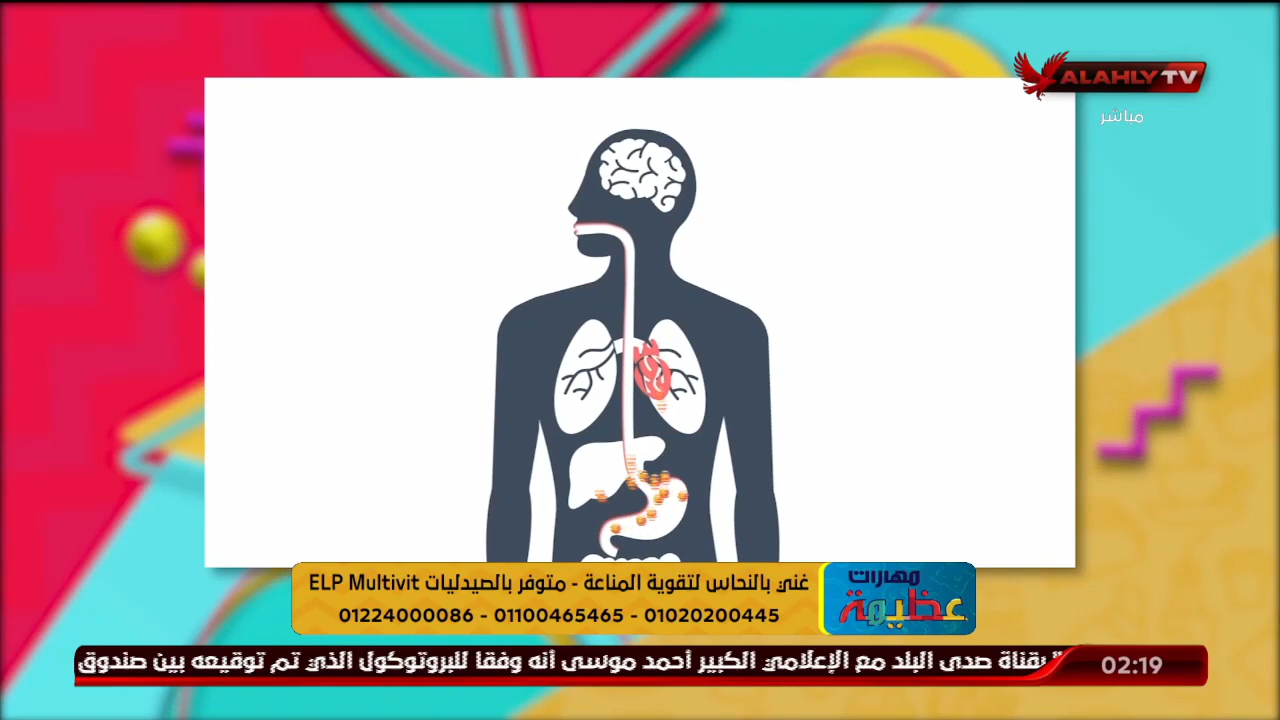 ALAHLY TV
مباشر
غني بالنحاس لتقوية المناعة - متوفر بالصيدليات ELP Multivit
01224000086 - 01100465465 - 01020200445
مهارات
عظيمة
بقناة صدى البلد مع الإعلامي الكبير أحمد موسى أنه وفقا للبروتوكول الذي تم توقيعه بين صندوق
02:19